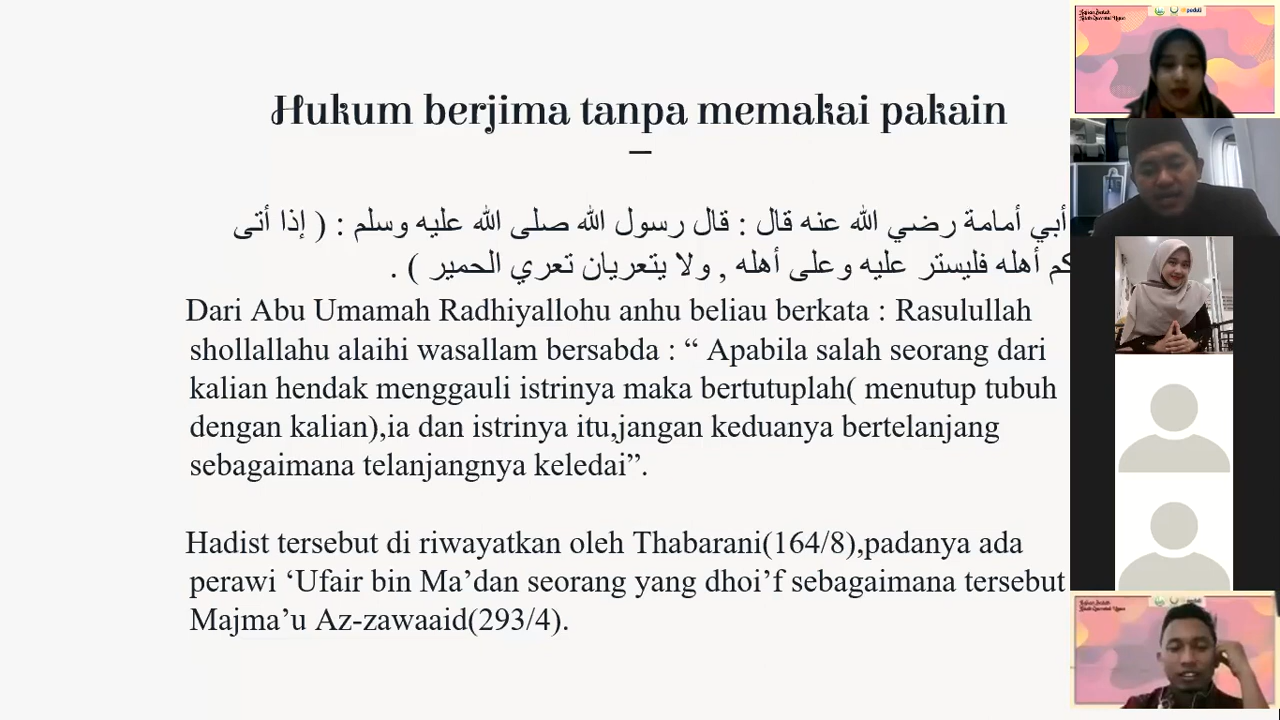 Hukum berjima tanpa memakai pakain
أبي أمامة رضي الله عنه قال : قال رسول الله صلى الله عليه وسلم : ( إذا أتى
كم أهله فليستر عليه وعلى أهله , ولا يتعريان تعري الحمير ) .
Dari Abu Umamah Radhiyallohu anhu beliau berkata : Rasulullah
shollallahu alaihi wasallam bersabda : “ Apabila salah seorang dari
kalian hendak menggauli istrinya maka bertutuplah( menutup tubuh
dengan kalian),ia dan istrinya itu,jangan keduanya bertelanjang
sebagaimana telanjangnya keledai”.
Hadist tersebut di riwayatkan oleh Thabarani(164/8),padanya ada
perawi ‘Ufair bin Ma’dan seorang yang dhoi’f sebagaimana tersebut
Majma’u Az-zawaaid(293/4).
peduli